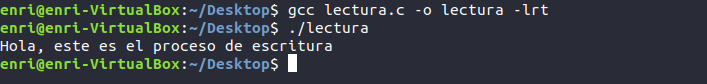 enri@enri-VirtualBox:~/Desktop$ gcc lectura.c -o lectura -lrt
enri@enri-VirtualBox:~/Desktop$ ./lectura
Hola, este es el proceso de escritura
enri@enri-VirtualBox:~/Desktop$